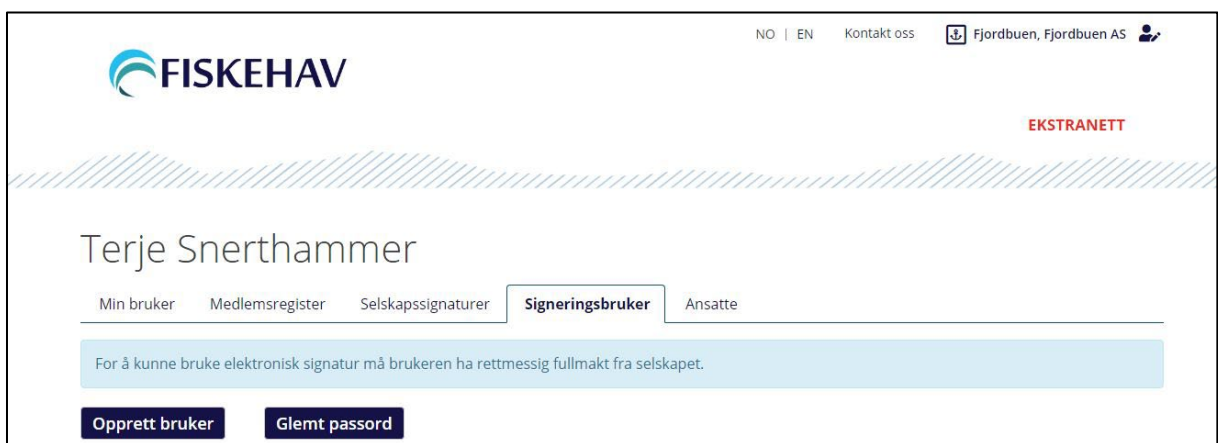 NO | EN Kontakt oss Fjordbuen, Fjordbuen AS
FISKEHAV
EKSTRANETT
Terje Snerthammer
Min bruker Medlemsregister Selskapssignaturer Signeringsbruker Ansatte
For å kunne bruke elektronisk signatur må brukeren ha rettmessig fullmakt fra selskapet.
Opprett bruker Glemt passord